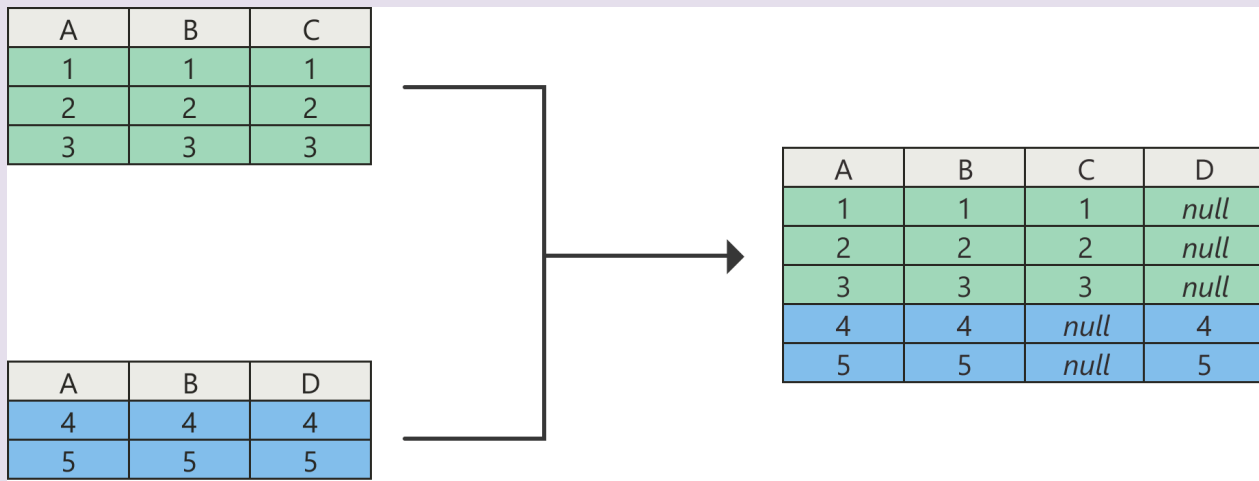 A B C
1 1 1
2 2 2
3 3 3
A B D
4 4 4
5 5 5
A B C D
1 1 1 null
2 2 2 null
3 3 3 null
4 4 null 4
5 5 null 5